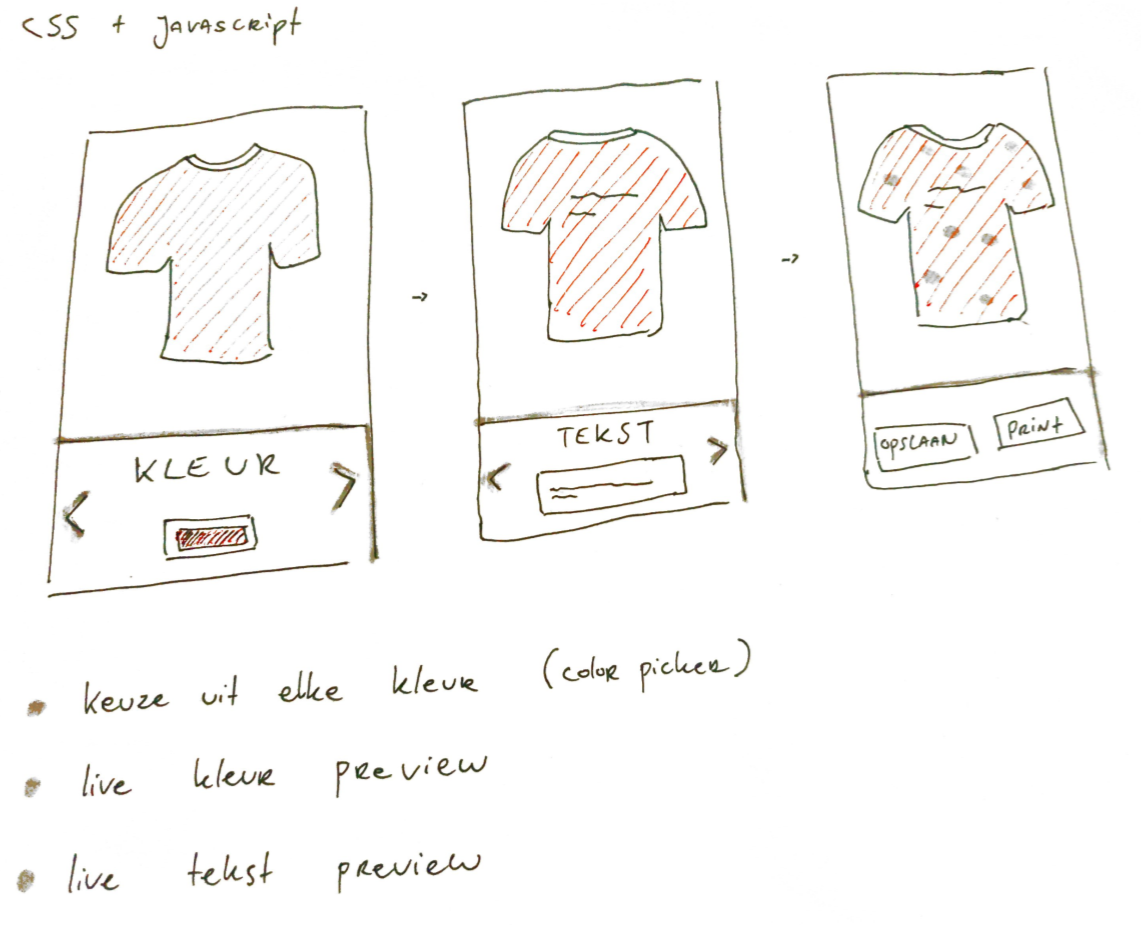 CSS + Javascript
KLEUR
TEKST
OPSLAAN
PRINT
keuze uit elke kleur (color picker)
live kleur preview
live tekst preview